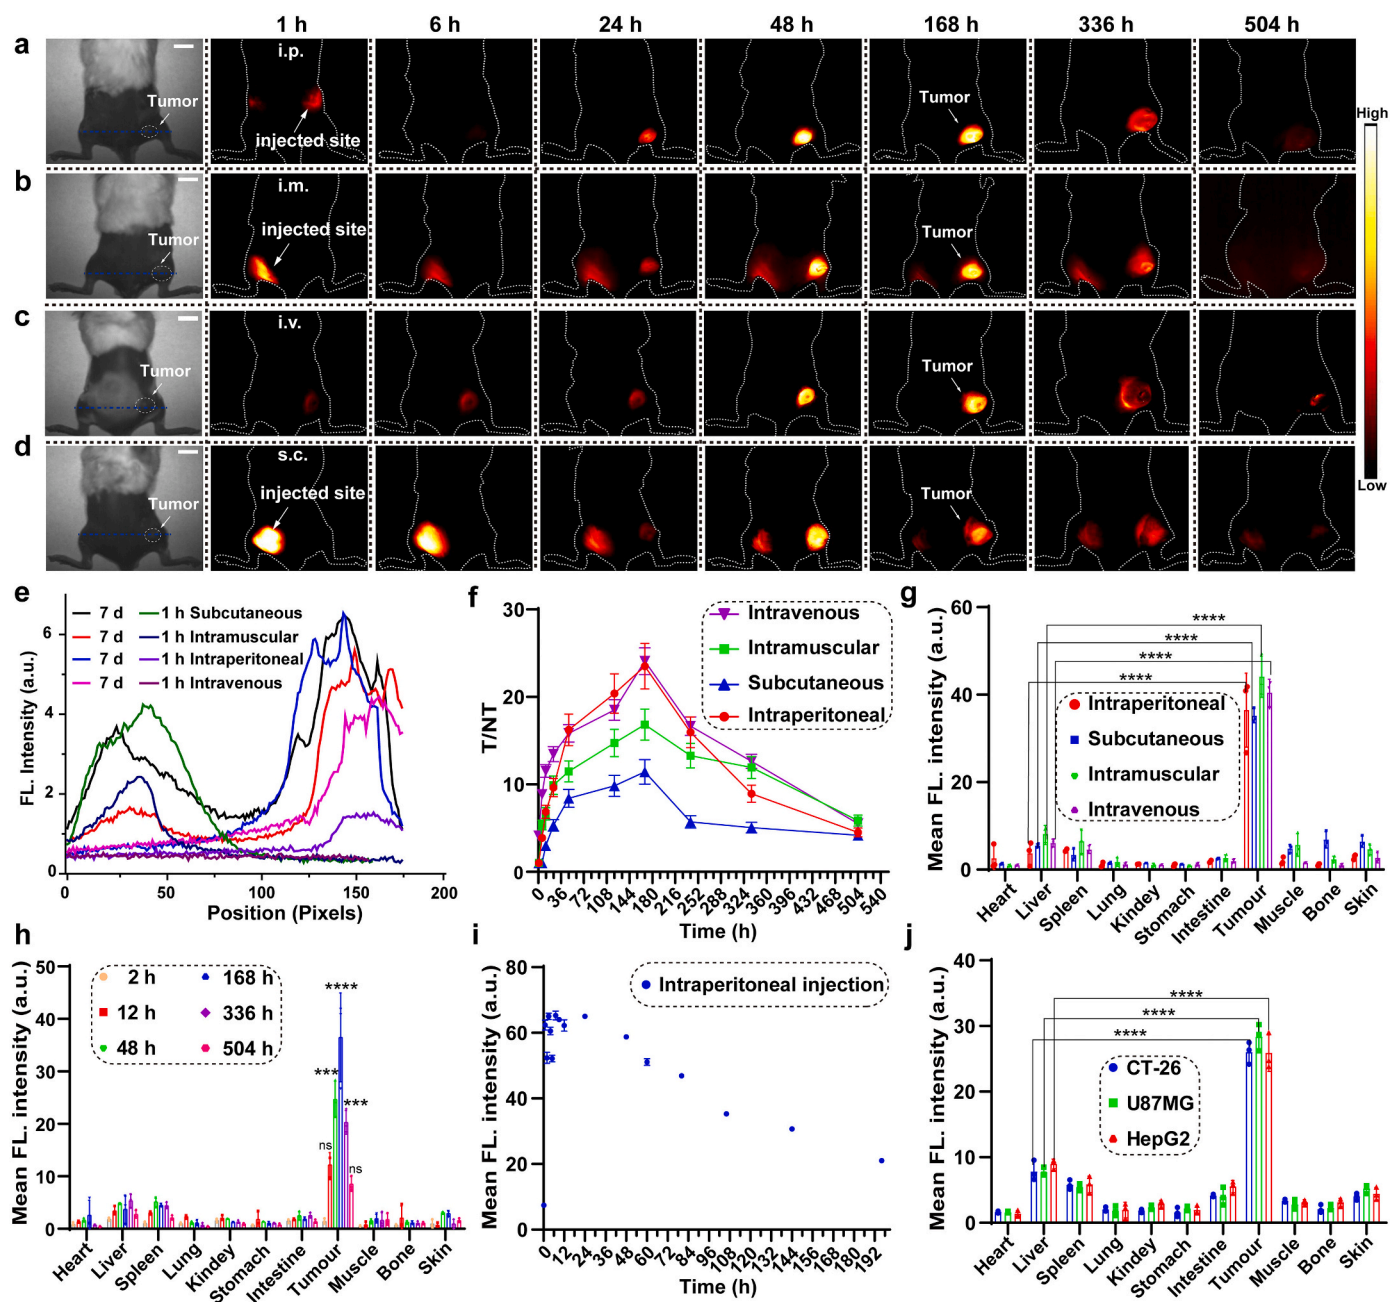 1 h 6 h 24 h 48 h 168 h 336 h 504 h
a
Tumor
i.p.
injected site
Tumor
High
b
Tumor
i.m.
injected site
Tumor
c
Tumor
i.v.
Tumor
d
Tumor
s.c.
injected site
Tumor
Low
e
FL. Intensity (a.u.)
6
4
2
0
7 d 1 h Subcutaneous
7 d 1 h Intramuscular
7 d 1 h Intraperitoneal
7 d 1 h Intravenous
0 50 100 150 200
Position (Pixels)
f
T/NT
30
20
10
0
Intravenous
Intramuscular
Subcutaneous
Intraperitoneal
0 36 72 108 144 180 216 252 288 324 360 396 432 468 504 540
Time (h)
g
Mean FL. intensity (a.u.)
60
40
20
0
****
****
****
****
Intraperitoneal
Subcutaneous
Intramuscular
Intravenous
Heart Liver Spleen Lung Kindey Stomach Intestine Tumour Muscle Bone Skin
h
Mean FL. intensity (a.u.)
50
40
30
20
10
0
2 h 168 h
12 h 336 h
48 h 504 h
****
***
***
ns
ns
Heart Liver Spleen Lung Kindey Stomach Intestine Tumour Muscle Bone Skin
i
Mean FL. intensity (a.u.)
80
60
40
20
0
Intraperitoneal injection
0 12 24 36 48 60 72 84 96 108 120 132 144 156 168 180 192
Time (h)
j
Mean FL. intensity (a.u.)
40
30
20
10
0
****
****
****
CT-26
U87MG
HepG2
Heart Liver Spleen Lung Kindey Stomach Intestine Tumour Muscle Bone Skin